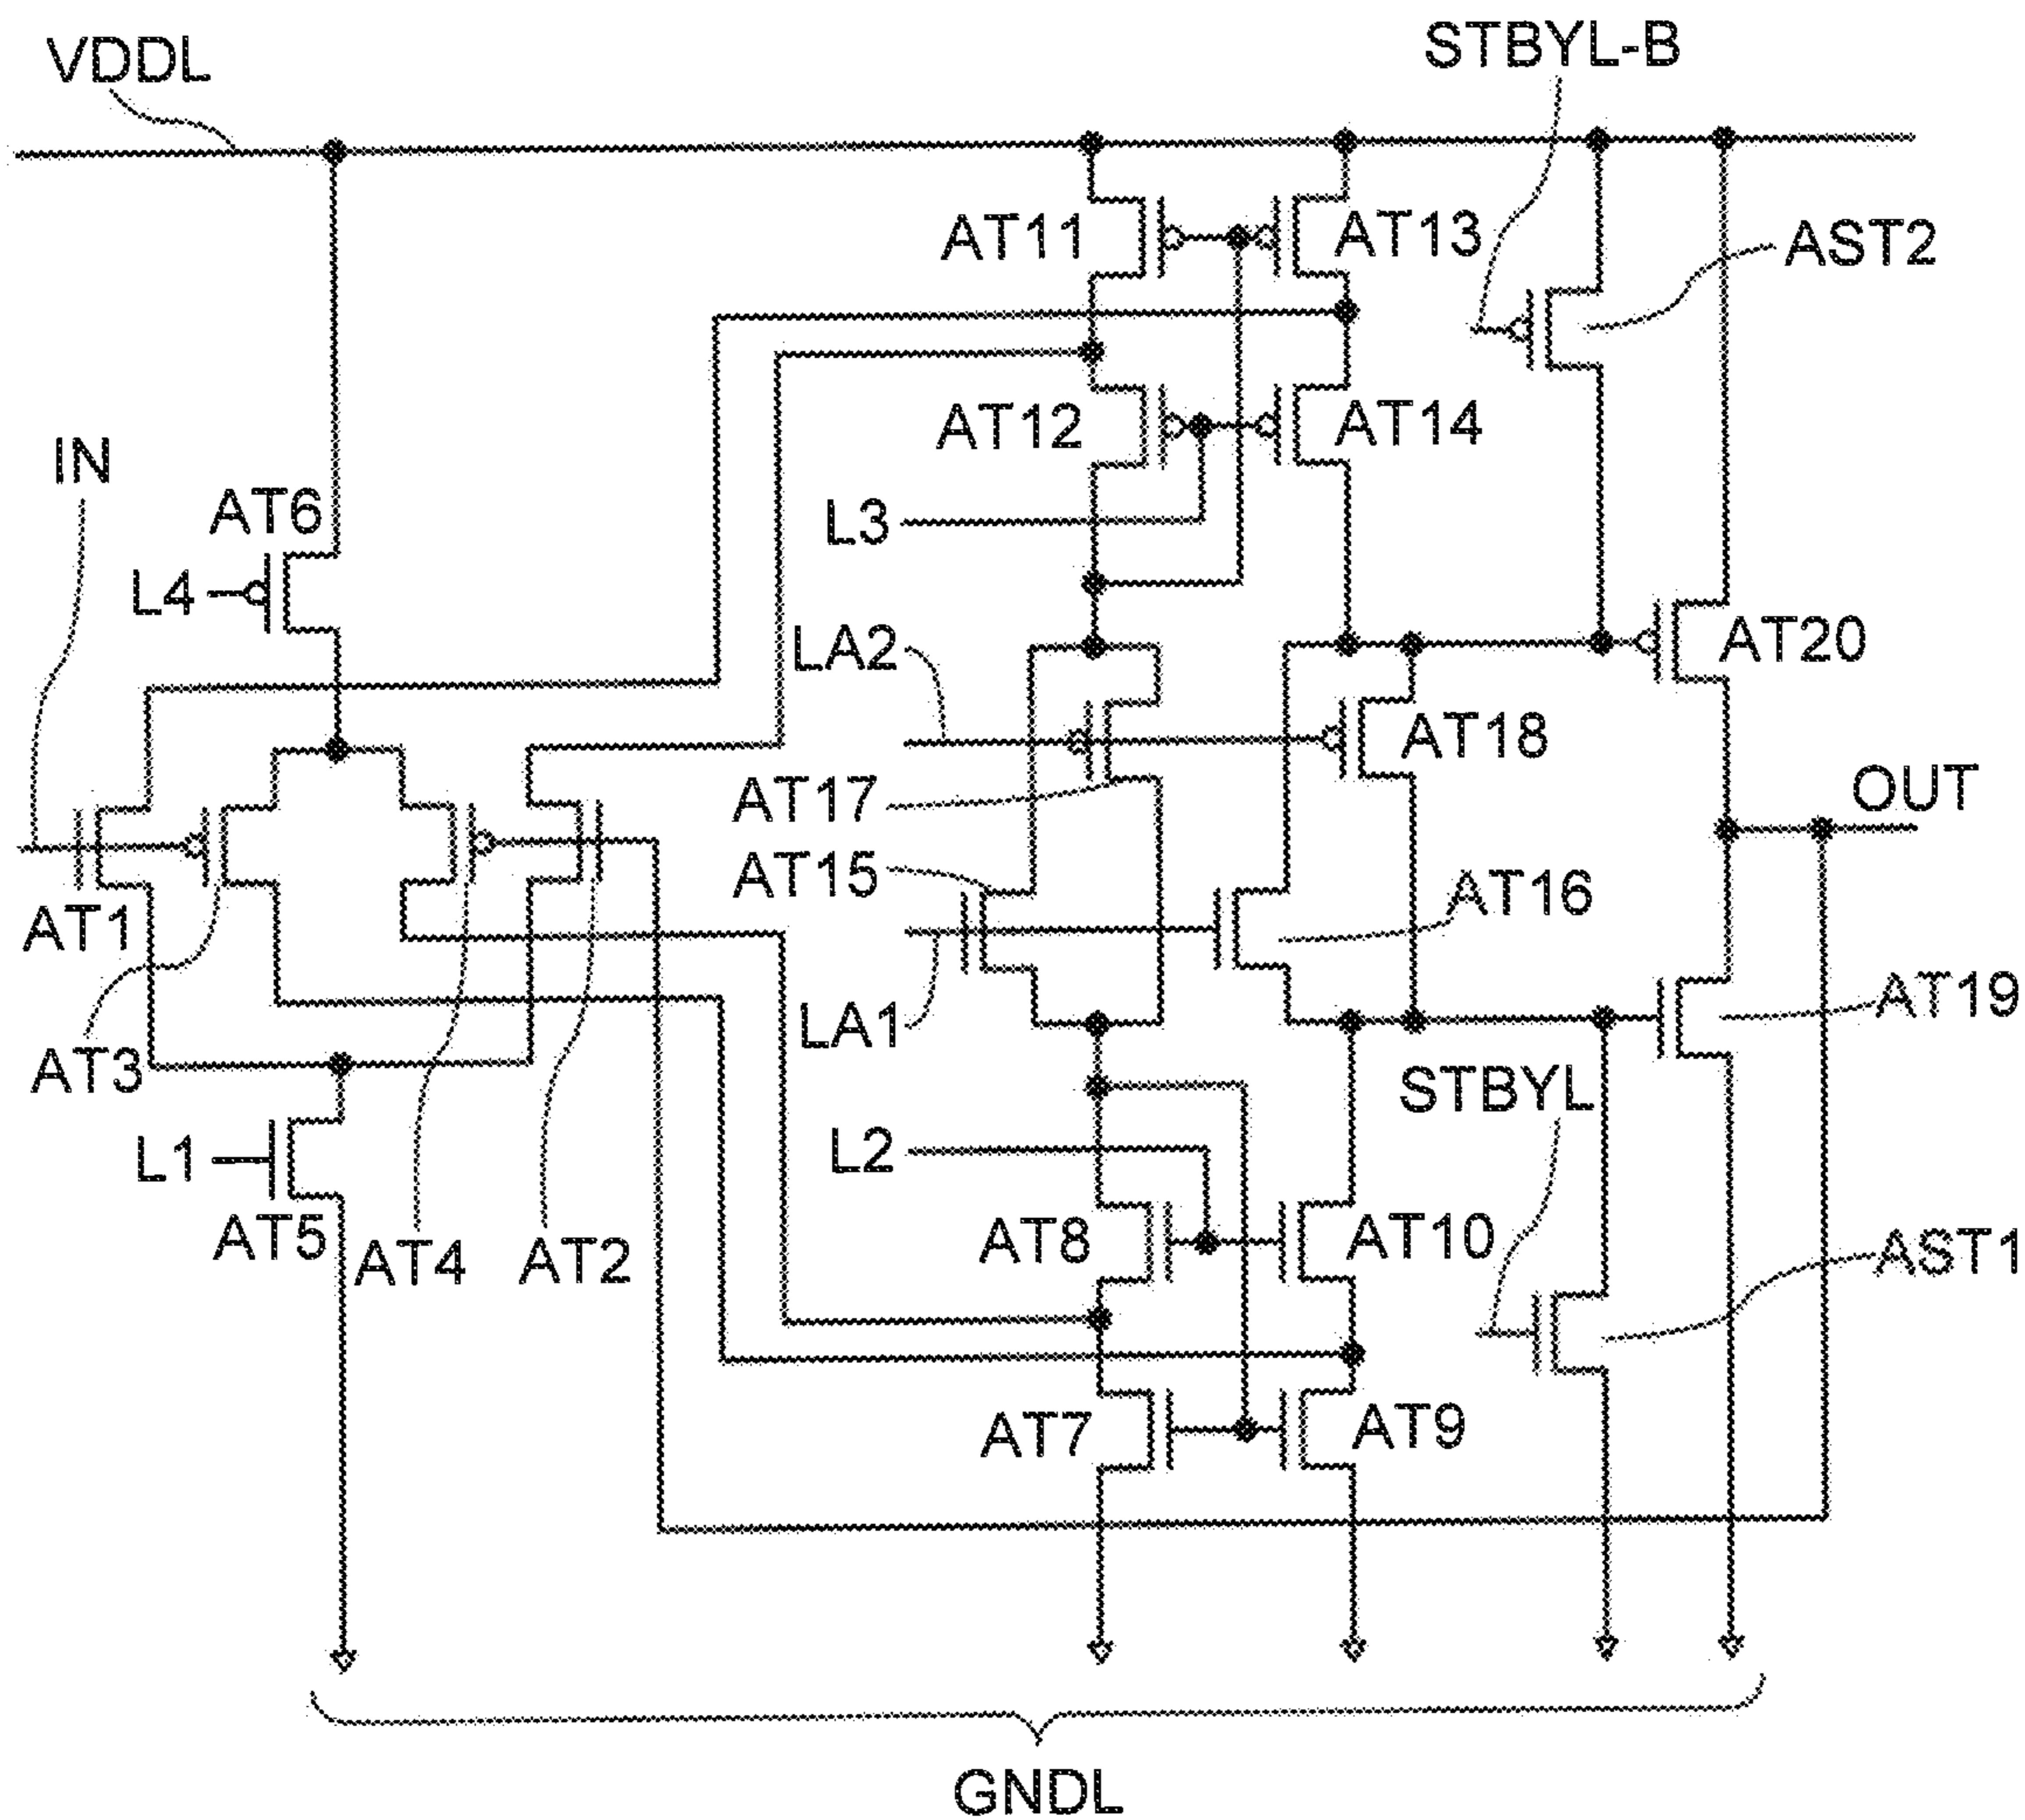 VDDL
STBYL-B
AT11
AT13
AST2
AT12
AT14
IN
AT6
L3
L4
LA2
AT20
AT18
AT17
OUT
AT15
AT16
AT1
AT19
LA1
AT3
STBYL
L1
L2
AT5
AT8
AT10
AT4
AT2
AST1
AT7
AT9
GNDL